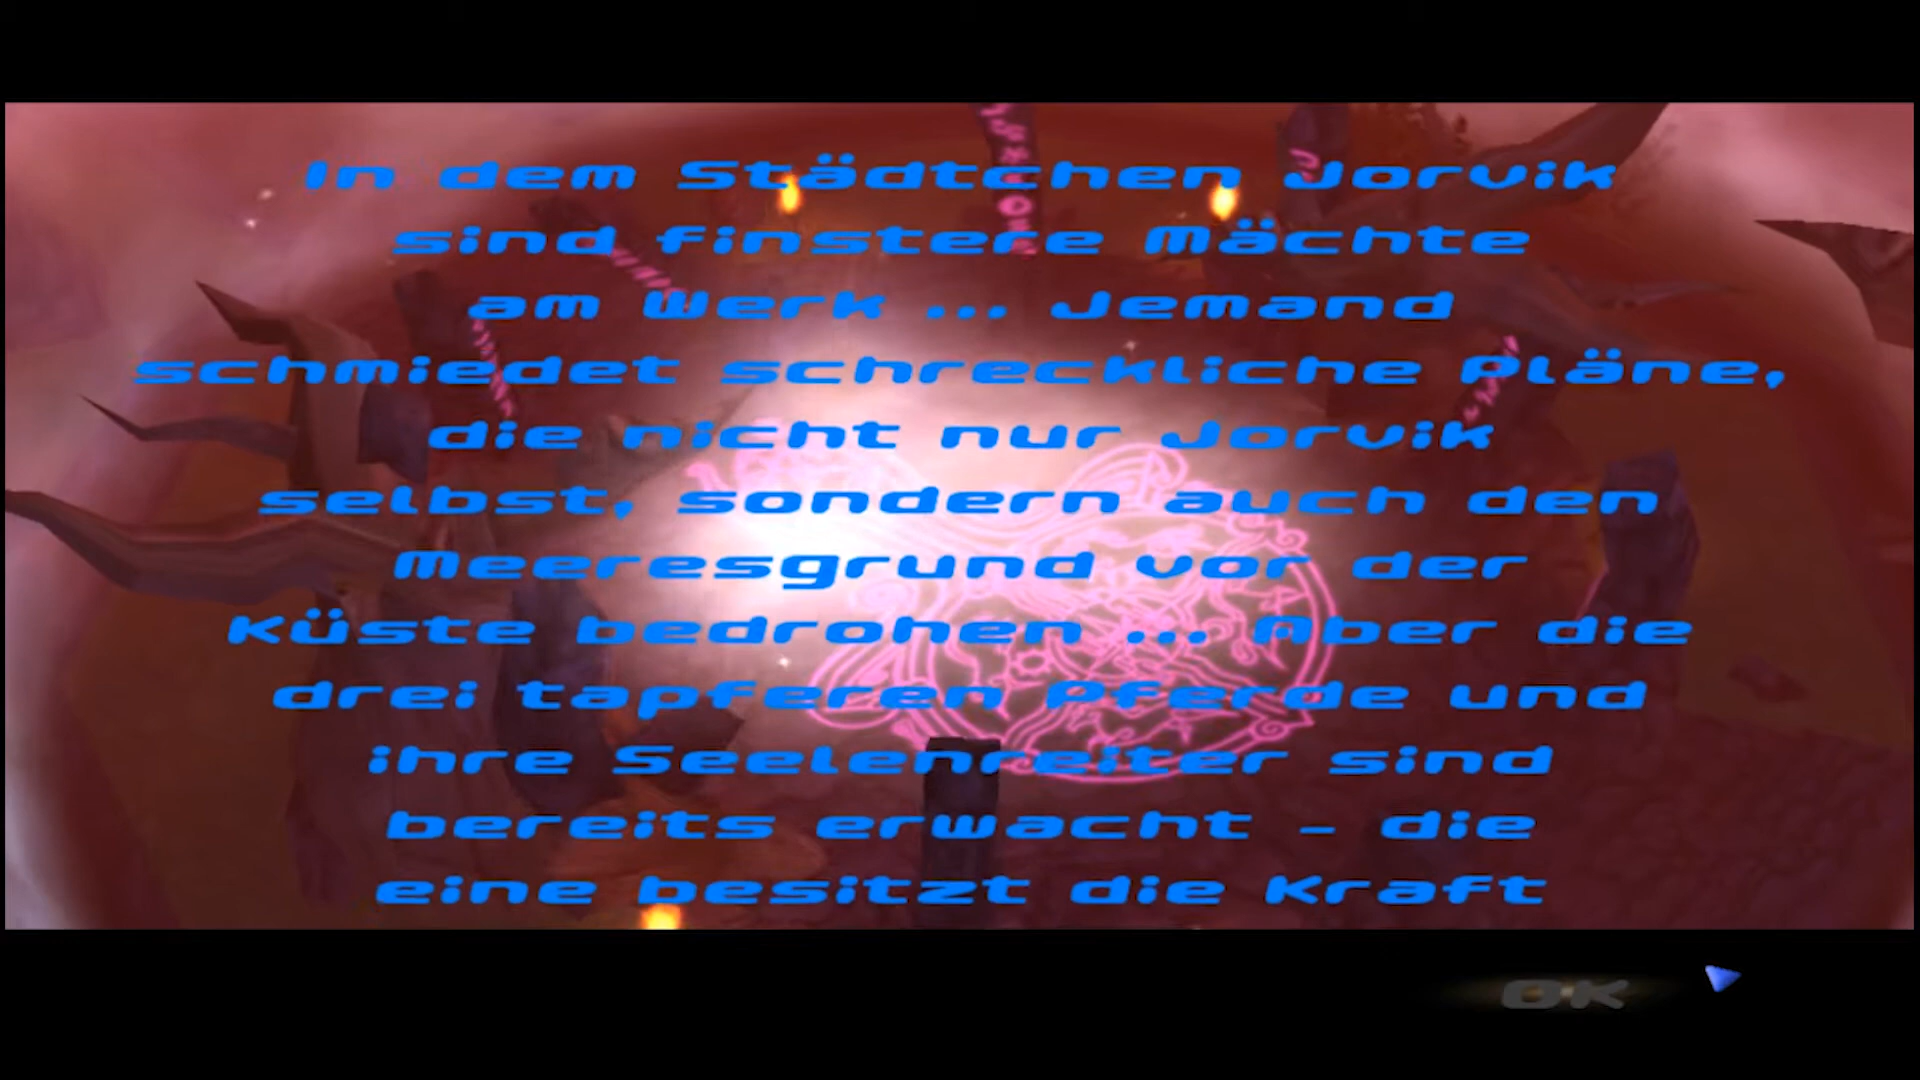 In dem Städtchen Jorvik
sind finstere Mächte
am Werk ... Jemand
schmiedet schreckliche Pläne,
die nicht nur Jorvik
selbst, sondern auch den
Meeresgrund vor der
Küste bedrohen ... Aber die
drei tapferen Pferde und
ihre Seelenreiter sind
bereits erwacht - die
eine besitzt die Kraft
OK